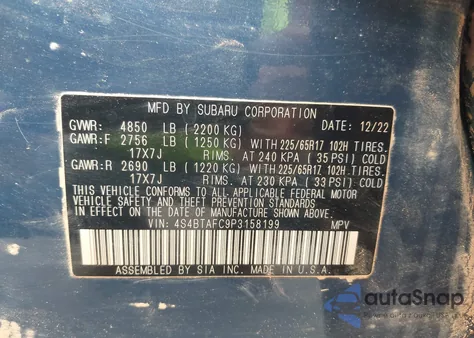 MFD BY SUBARU CORPORATION
GVWR: 4850 LB ( 2200 KG) DATE: 12/22
GAWR:F 2756 LB ( 1250 KG) WITH 225/65R17 102H TIRES,
17X7J RIMS. AT 240 KPA ( 35 PSI) COLD
GAWR:R 2690 LB ( 1220 KG) WITH 225/65R17 102H TIRES,
17X7J RIMS. AT 230 KPA ( 33 PSI) COLD
THIS VEHICLE CONFORMS TO ALL APPLICABLE FEDERAL MOTOR
VEHICLE SAFETY, BUMPER, AND THEFT PREVENTION STANDARDS
IN EFFECT ON THE DATE OF MANUFACTURE SHOWN ABOVE.
VIN: 4S4BTAFC9P3158199 MPV
ASSEMBLED BY SIA INC. MADE IN U.S.A.
autoSnap